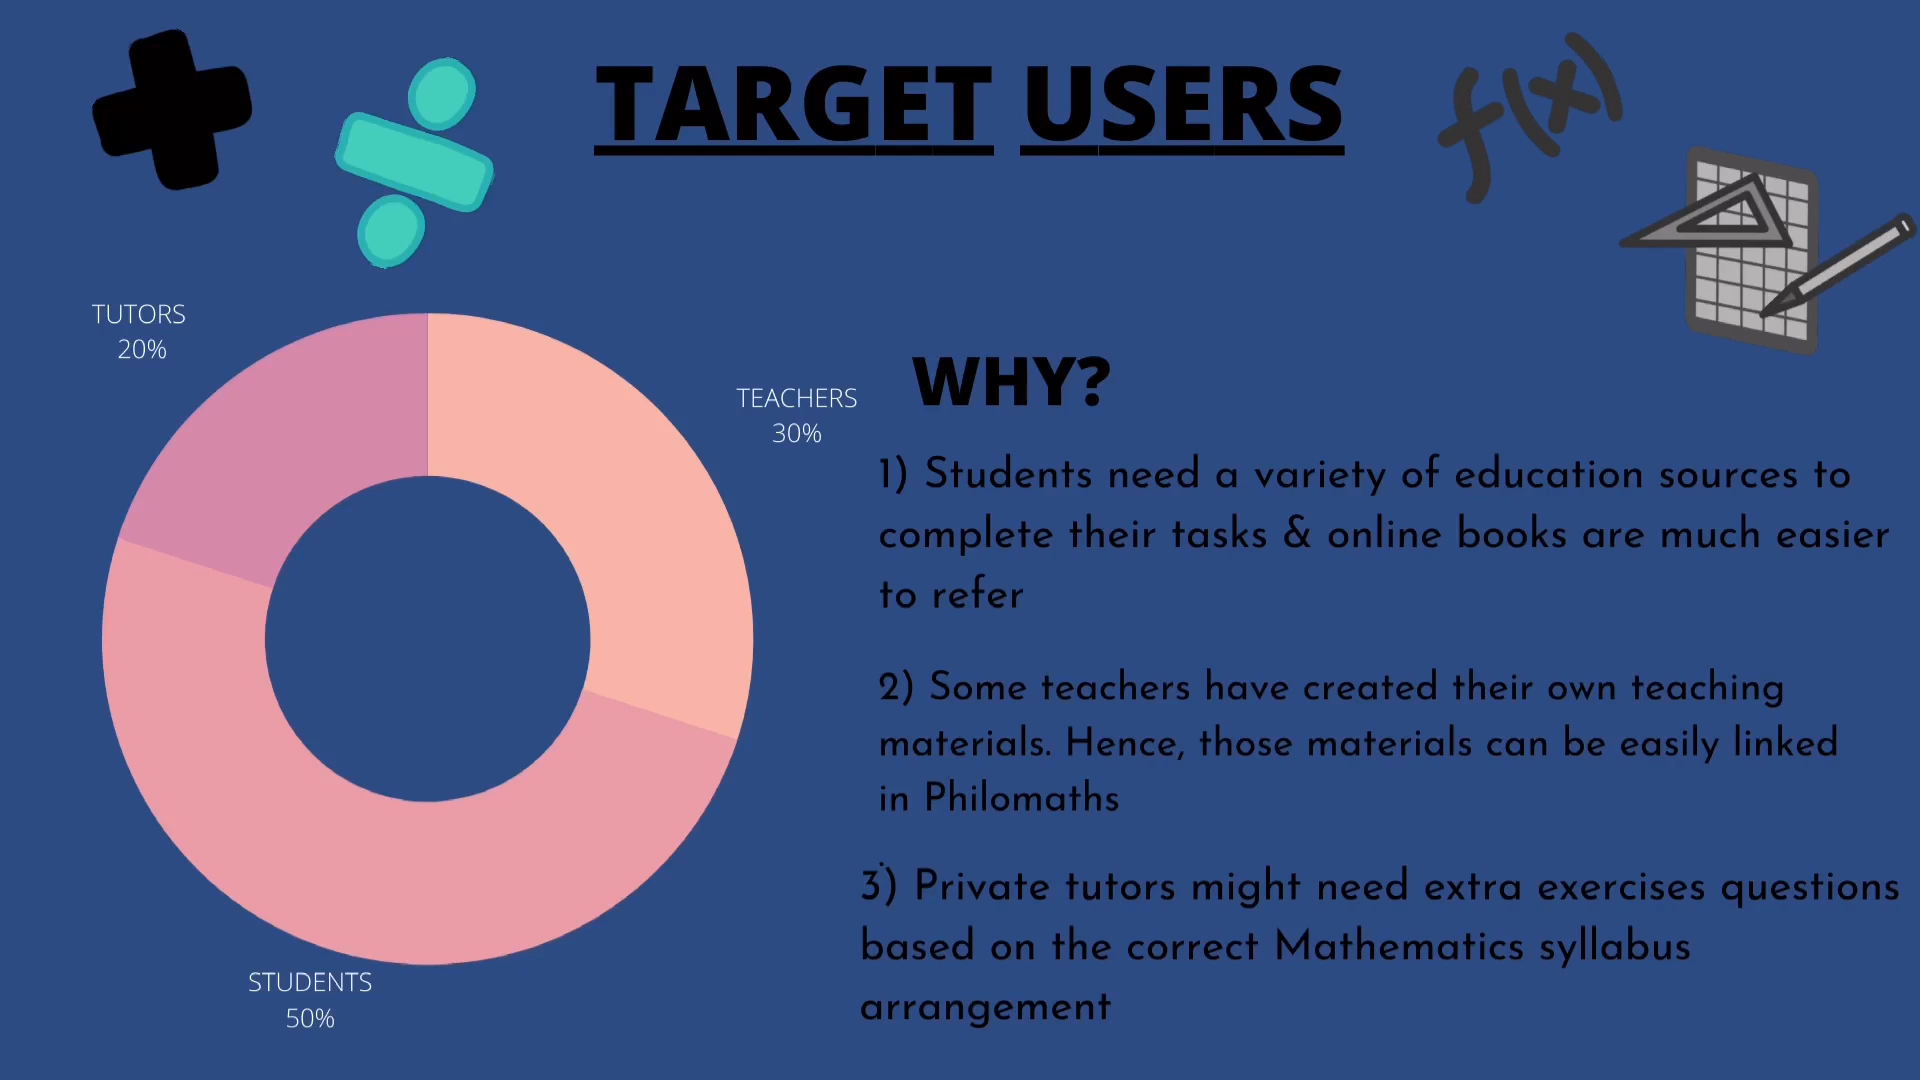 TARGET USERS
f(x)
TUTORS
20%
TEACHERS
30%
STUDENTS
50%
WHY?
1) Students need a variety of education sources to
complete their tasks & online books are much easier
to refer
2) Some teachers have created their own teaching
materials. Hence, those materials can be easily linked
in Philomaths
3) Private tutors might need extra exercises questions
based on the correct Mathematics syllabus
arrangement